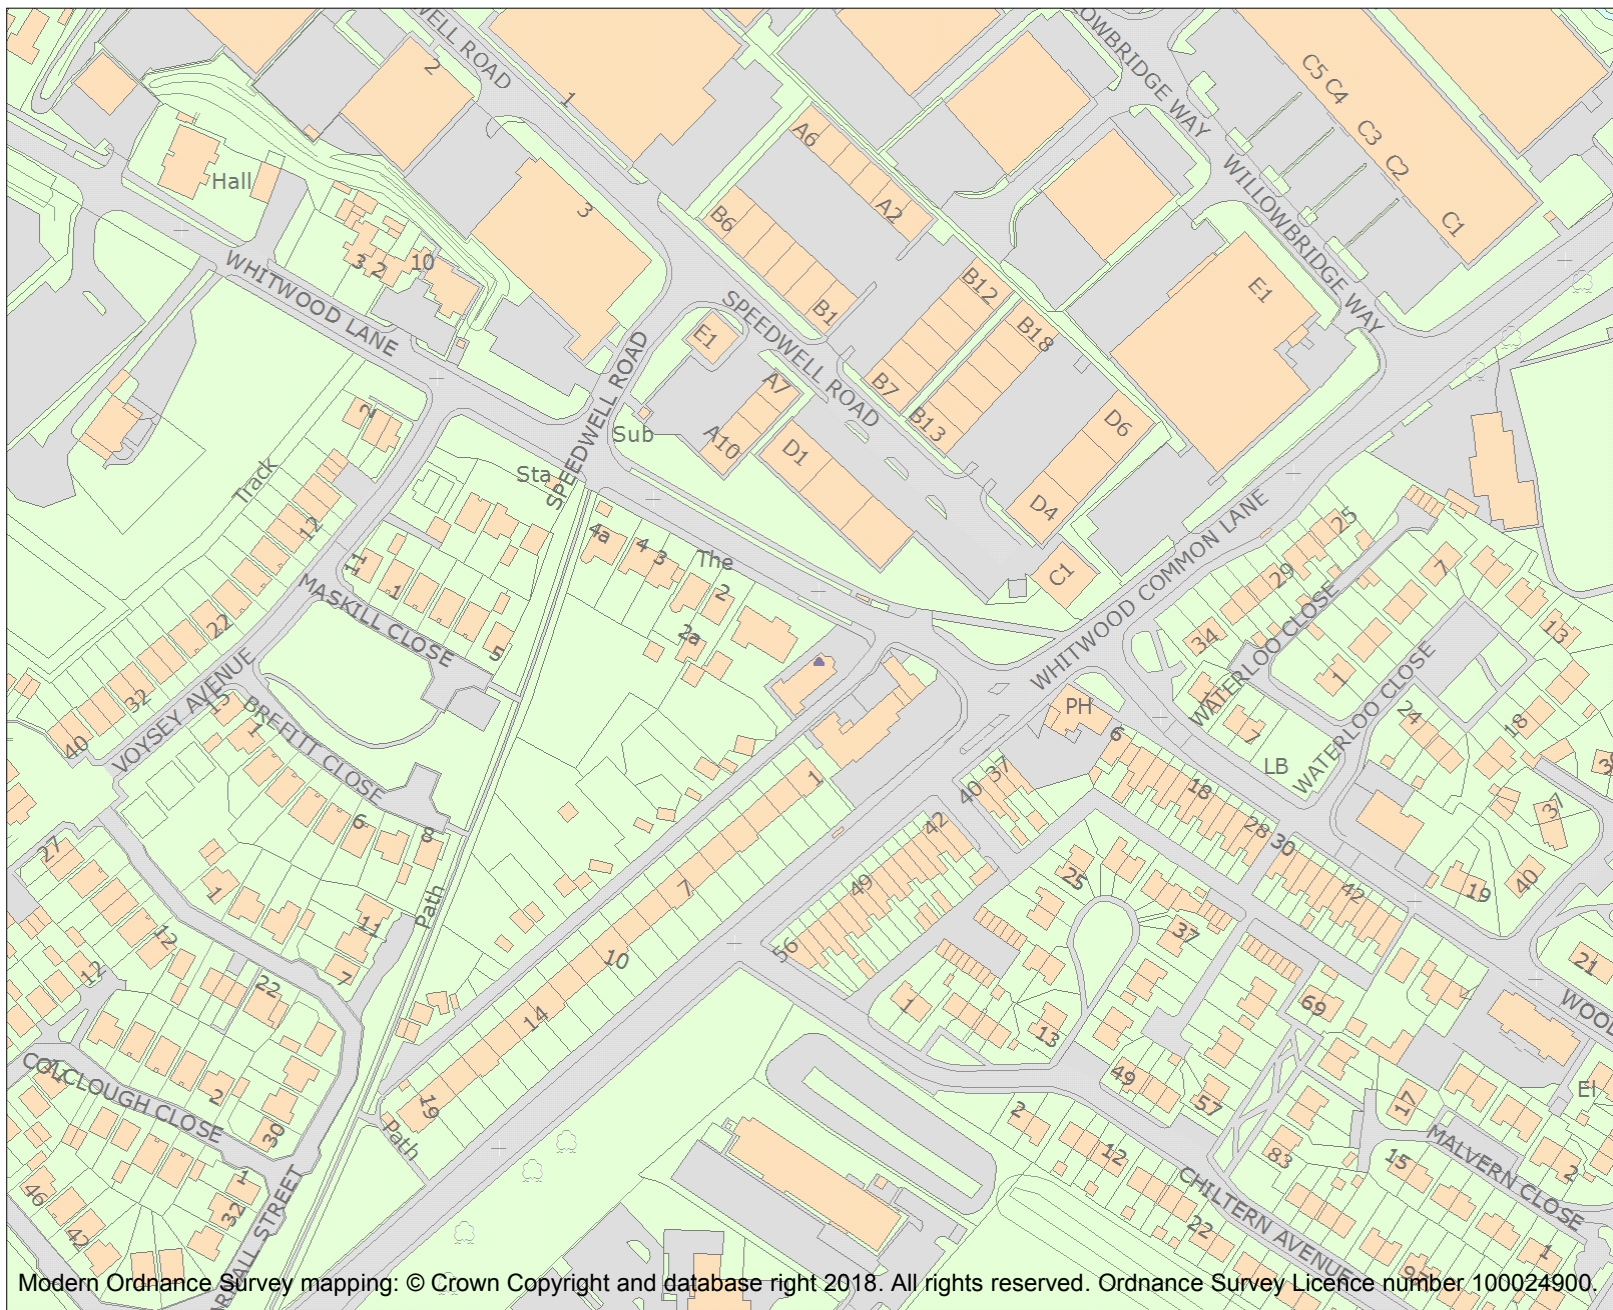 SPEEDWELL ROAD
2
1
WILLOWBRIDGE WAY
C5
C4
C3
C2
C1
A6
A2
B6
B1
Hall
3
3
2
10
WHITWOOD LANE
WILLOWBRIDGE WAY
E1
B12
B18
SPEEDWELL ROAD
E1
B7
B13
A7
A10
D1
D6
D4
C1
SPEEDWELL ROAD
Sub
Sta
2
Track
12
4a
4
3
The
2
2a
11
1
MASKILL CLOSE
5
22
32
40
VOYSEY AVENUE
15
1
BREFITT CLOSE
6
8
WHITWOOD COMMON LANE
25
29
34
WATERLOO CLOSE
7
13
1
7
WATERLOO CLOSE
24
18
LB
PH
6
18
28
30
42
37
40
19
40
37
1
7
10
14
19
Path
42
49
56
25
37
1
13
49
57
69
21
27
1
12
11
7
22
12
Path
COLCLOUGH CLOSE
2
30
1
32
46
42
2
12
22
CHILTERN AVENUE
83
95
17
15
MALVERN CLOSE
2
1
El
Modern Ordnance Survey mapping: © Crown Copyright and database right 2018. All rights reserved. Ordnance Survey Licence number 100024900.